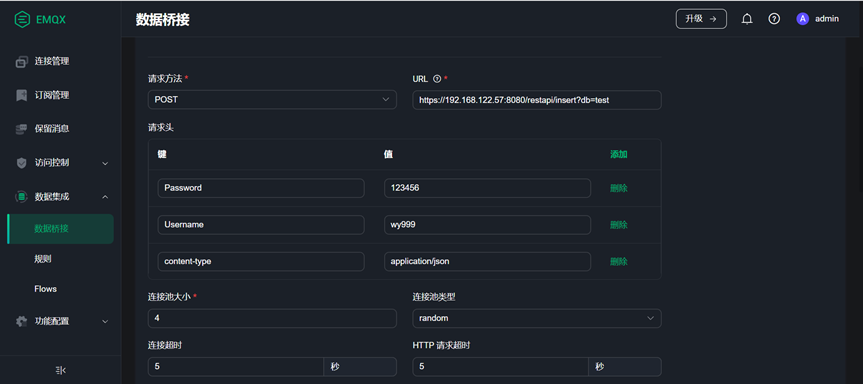 EMQX
数据桥接
升级 →
A admin
连接管理
订阅管理
保留消息
访问控制
数据集成
数据桥接
规则
Flows
功能配置
请求方法 *
URL *
POST
https://192.168.122.57:8080/restapi/insert?db=test
请求头
键 值 添加
Password 123456 删除
Username wy999 删除
content-type application/json 删除
连接池大小 * 连接池类型
4 random
连接超时 HTTP 请求超时
5 秒 5 秒